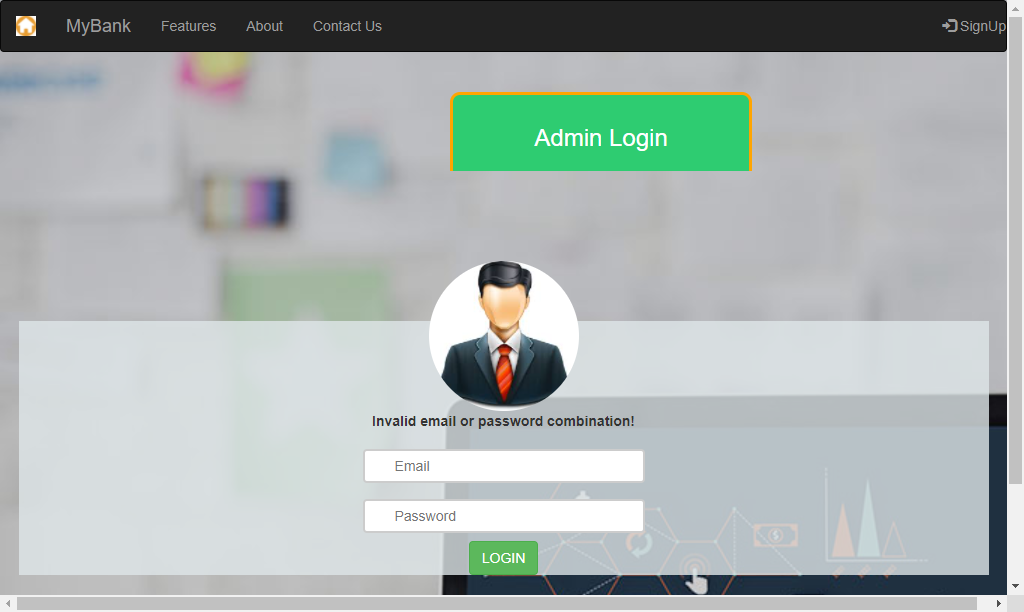 MyBank Features About Contact Us SignUp
Admin Login
Invalid email or password combination!
Email
Password
LOGIN